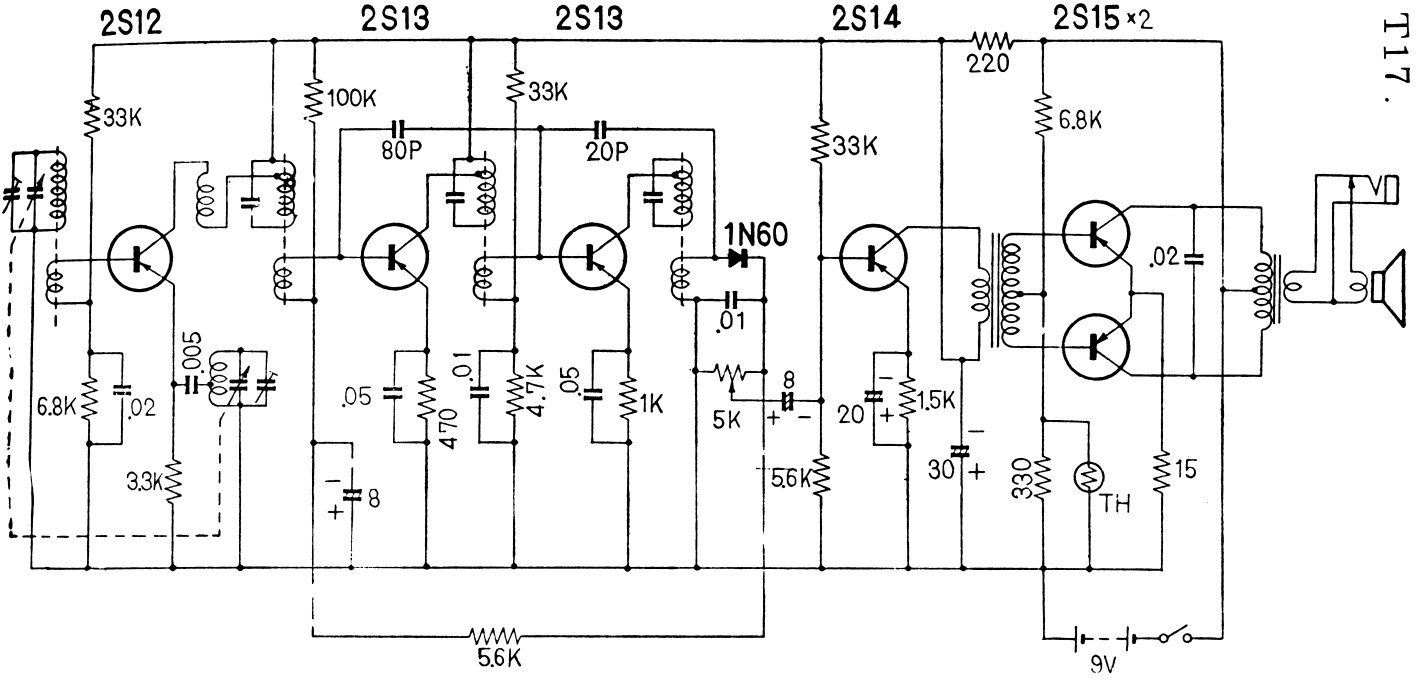 2S12
2S13
2S13
2S14
2S15 ×2
T17.
220
33K
100K
33K
33K
6.8K
80P
20P
1N60
.02
.01
.005
6.8K
.02
.05
470
.01
4.7K
.05
1K
5K
8
+ -
-
20
+
1.5K
-
30
+
3.3K
-
8
+
5.6K
330
TH
15
5.6K
9V